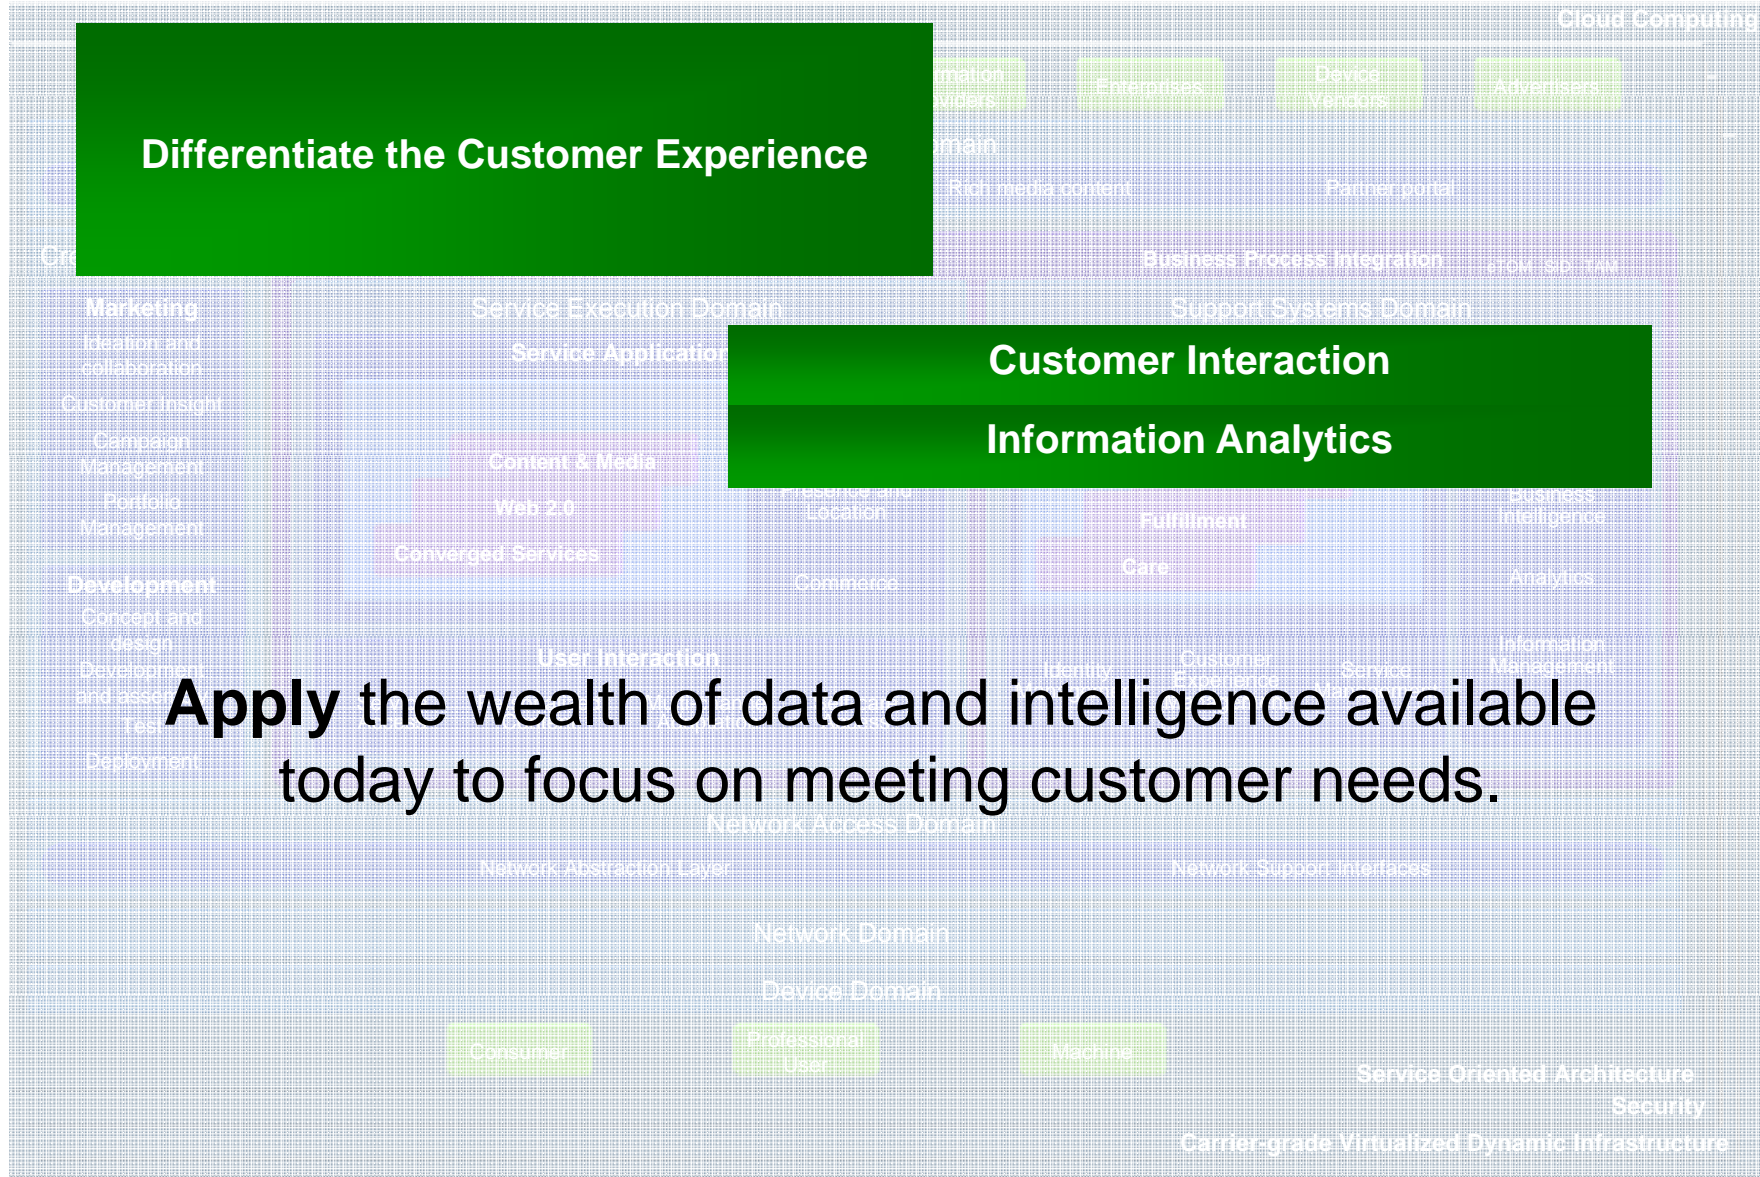 Cloud Computing
Enterprises
Device
Vendors
Advertisers
Differentiate the Customer Experience
Rich media content
Partner portal
Business Process Integration
eTOM - SID - TAM
Marketing
Ideation and
collaboration
Customer Insight
Campaign
Management
Portfolio
Management
Development
Concept and
design
Development
Test
Deployment
Service Execution Domain
Service Application
Content & Media
Web 2.0
Converged Services
Presence and
Location
Commerce
User Interaction
Support Systems Domain
Customer Interaction
Information Analytics
Fulfillment
Care
Business
Intelligence
Analytics
Information
Management
Identity
Customer
Experience
Service
Apply the wealth of data and intelligence available
today to focus on meeting customer needs.
Network Access Domain
Network Abstraction Layer
Network Support Interfaces
Network Domain
Device Domain
Consumer
Professional
User
Machine
Service Oriented Architecture
Security
Carrier-grade Virtualized Dynamic Infrastructure